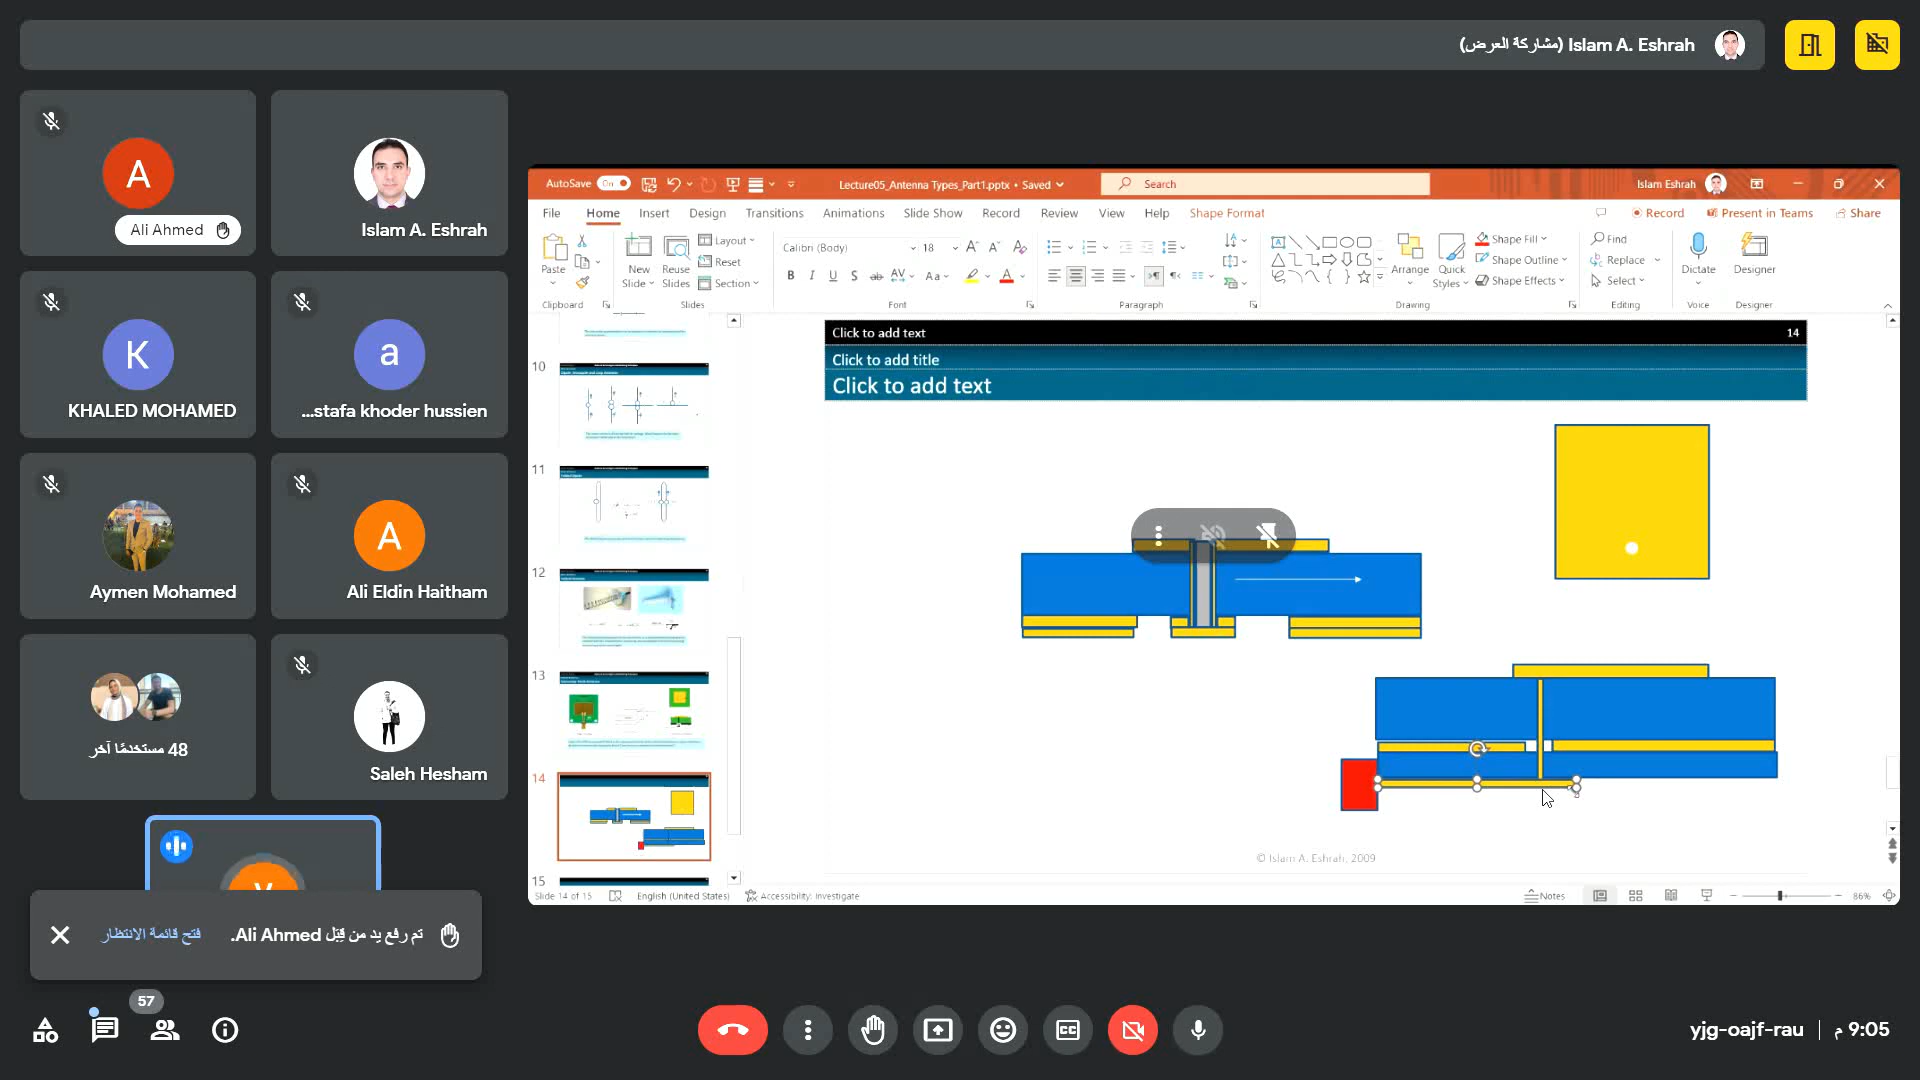 Islam A. Eshrah (مشاركة العرض)
A
Ali Ahmed
Islam A. Eshrah
K
KHALED MOHAMED
a
...stafa khoder hussien
Aymen Mohamed
A
Ali Eldin Haitham
48 مستخدمًا آخر
Saleh Hesham
تم رفع يد من قِبَل Ali Ahmed.
فتح قائمة الانتظار
57
AutoSave On
Lecture05_Antenna Types_Part1.pptx • Saved
Search
Islam Eshrah
File Home Insert Design Transitions Animations Slide Show Record Review View Help Shape Format
Record Present in Teams Share
Paste
New Slide
Reuse Slides
Layout
Reset
Section
Calibri (Body) 18
B I U S ab AV Aa A
Arrange
Quick Styles
Shape Fill
Shape Outline
Shape Effects
Find
Replace
Select
Dictate
Designer
Clipboard Slides Font Paragraph Drawing Editing Voice Designer
10
11
12
13
14
15
Click to add text 14
Click to add title
Click to add text
© Islam A. Eshrah, 2009
Slide 14 of 15 English (United States) Accessibility: Investigate Notes 86%
CC
yjg-oajf-rau | 9:05 م